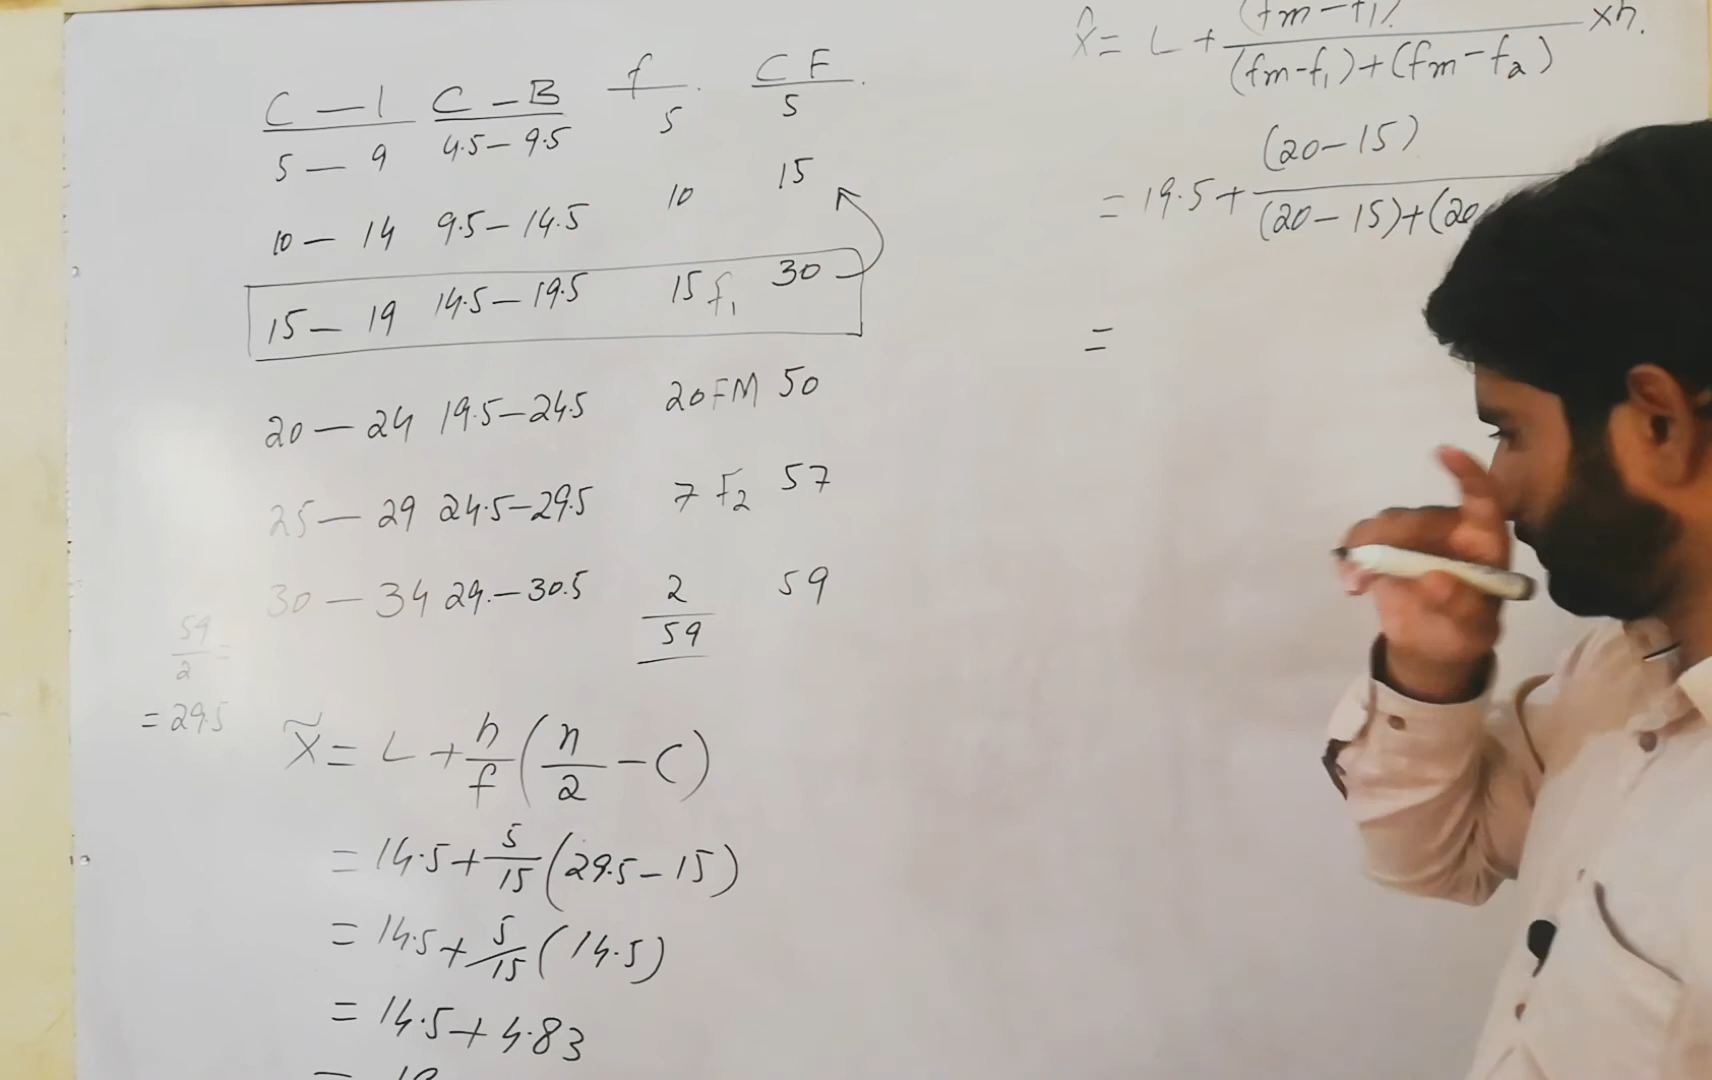 C – I C – B f CF
5 – 9 4.5 – 9.5 5 5
10 – 14 9.5 – 14.5 10 15
15 – 19 14.5 – 19.5 15 f₁ 30
20 – 24 19.5 – 24.5 20 FM 50
25 – 29 24.5 – 29.5 7 F₂ 57
30 – 34 29. – 30.5 2 59
59
59/2 =
= 29.5
X̃ = L + h/f (n/2 – C)
= 14.5 + 5/15 (29.5 – 15)
= 14.5 + 5/15 (14.5)
= 14.5 + 4.83
=
X̂ = L + (fm – f₁) / (fm – f₁) + (fm – f₂) × h.
= 19.5 + (20 – 15) / (20 – 15) + (20
=